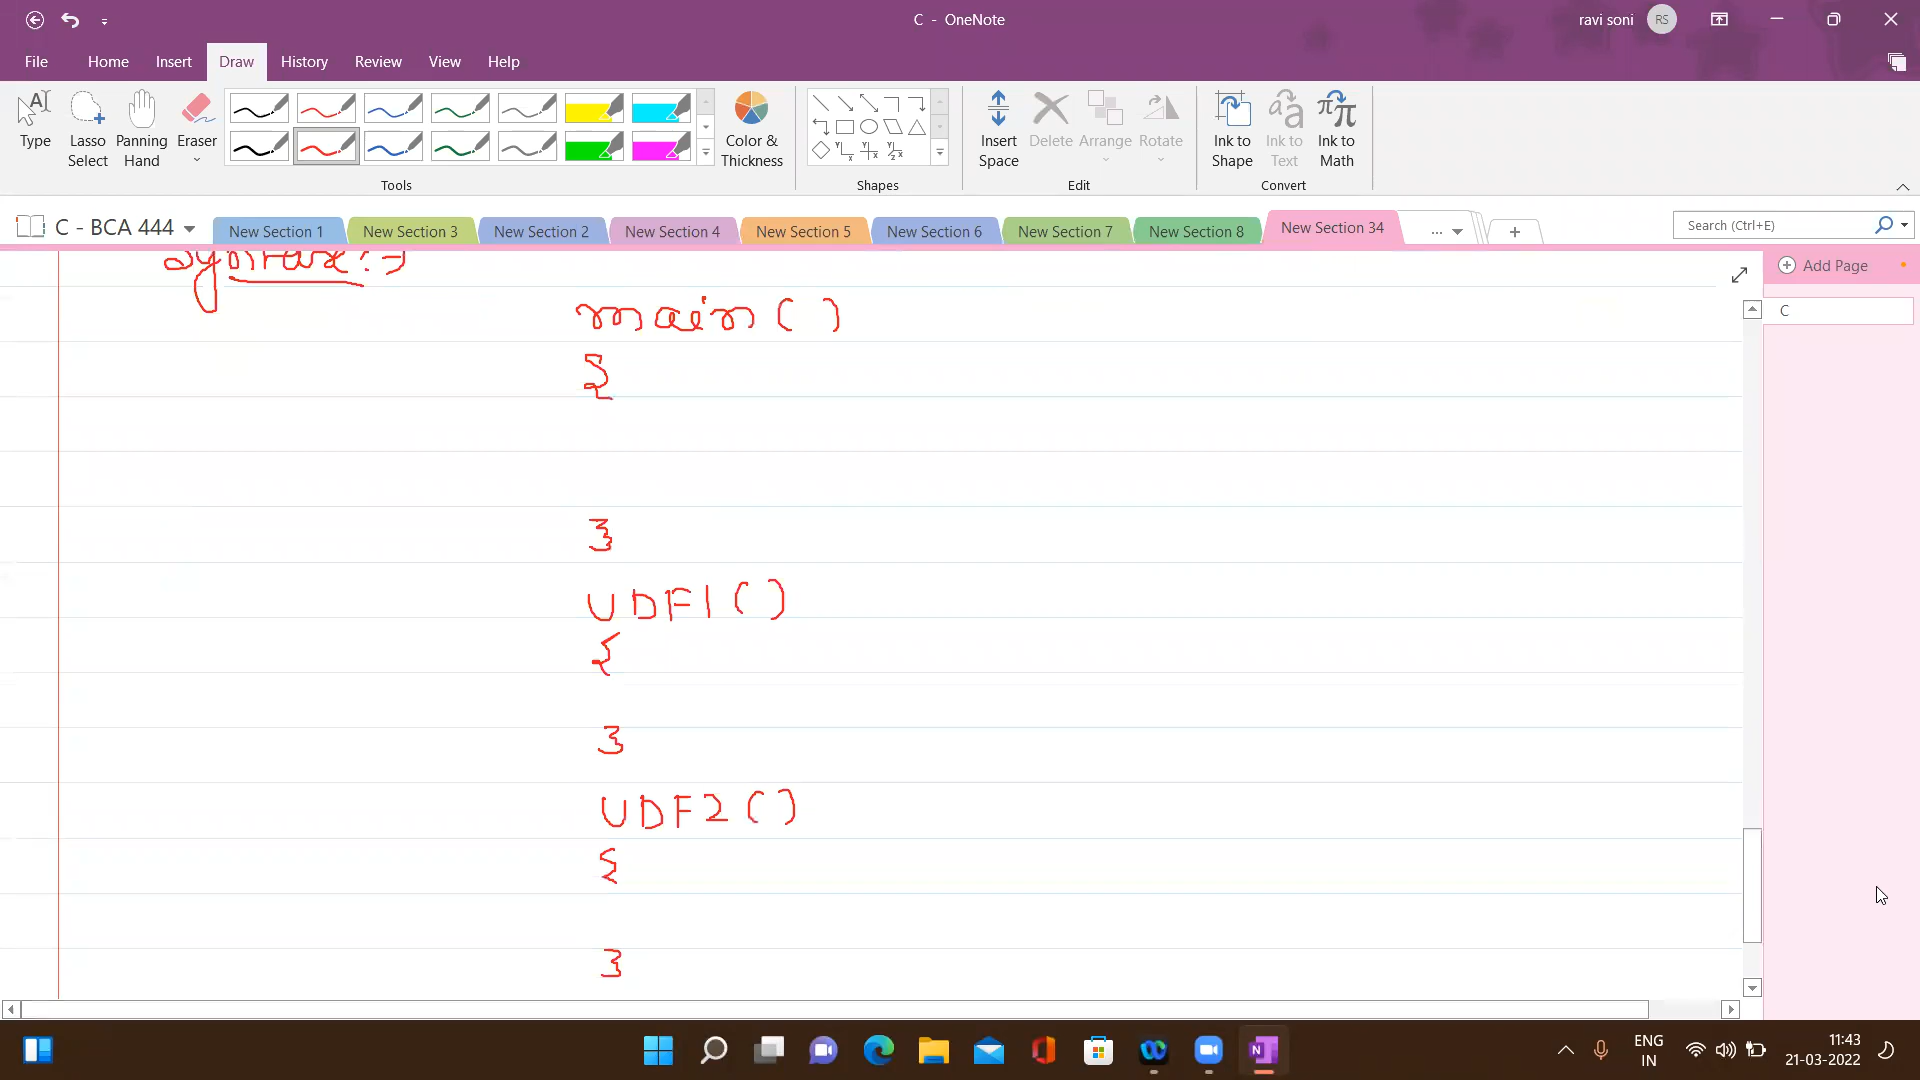 C - OneNote
ravi soni RS
File Home Insert Draw History Review View Help
Type
Lasso Select
Panning Hand
Eraser
Color & Thickness
Insert Space
Delete
Arrange
Rotate
Ink to Shape
Ink to Text
Ink to Math
Tools Shapes Edit Convert
C - BCA 444 New Section 1 New Section 3 New Section 2 New Section 4 New Section 5 New Section 6 New Section 7 New Section 8 New Section 34 ... + Search (Ctrl+E)
Add Page
C
Syntax :->
main ( )
{
}
UDF1 ( )
{
}
UDF2 ( )
{
}
ENG IN
11:43
21-03-2022